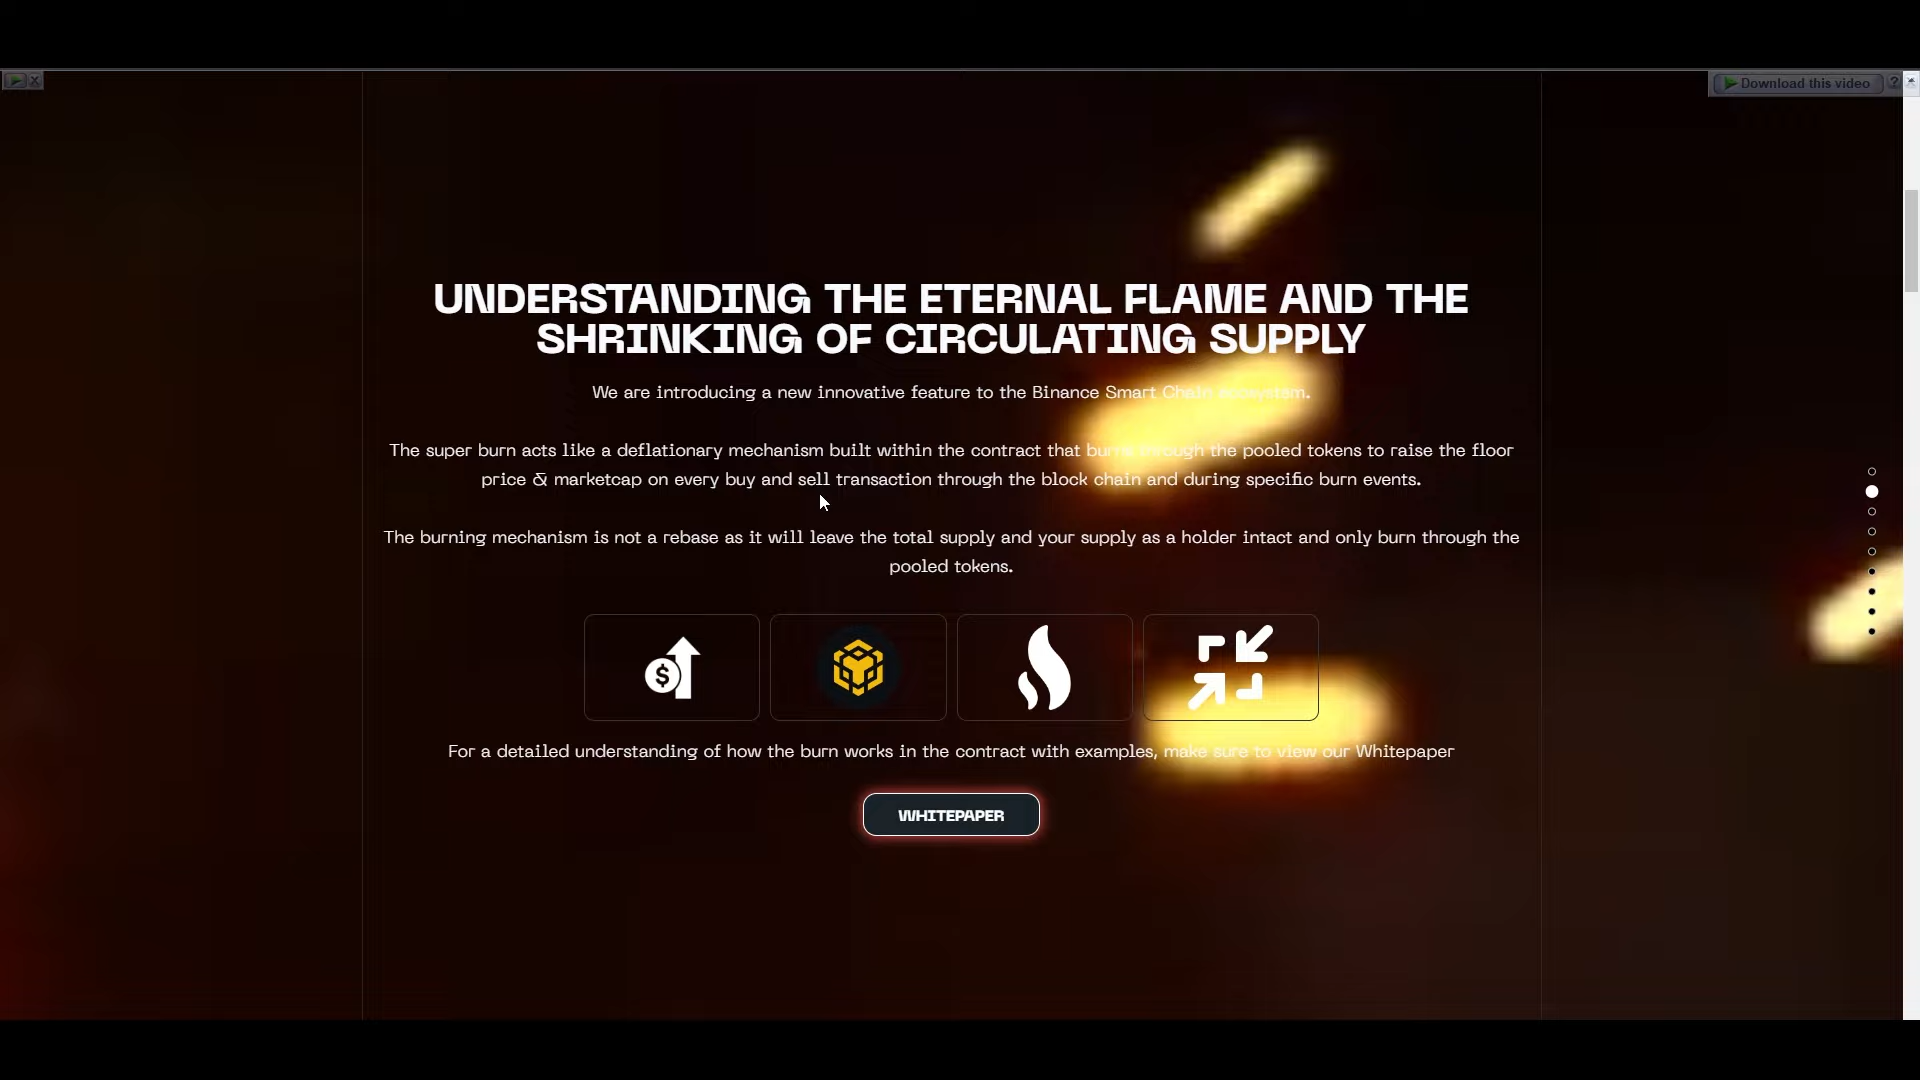 Download this video
?
UNDERSTANDING THE ETERNAL FLAME AND THE
SHRINKING OF CIRCULATING SUPPLY
We are introducing a new innovative feature to the Binance Smart Chain ecosystem.
The super burn acts like a deflationary mechanism built within the contract that burns through the pooled tokens to raise the floor
price & marketcap on every buy and sell transaction through the block chain and during specific burn events.
The burning mechanism is not a rebase as it will leave the total supply and your supply as a holder intact and only burn through the
pooled tokens.
$
For a detailed understanding of how the burn works in the contract with examples, make sure to view our Whitepaper
WHITEPAPER